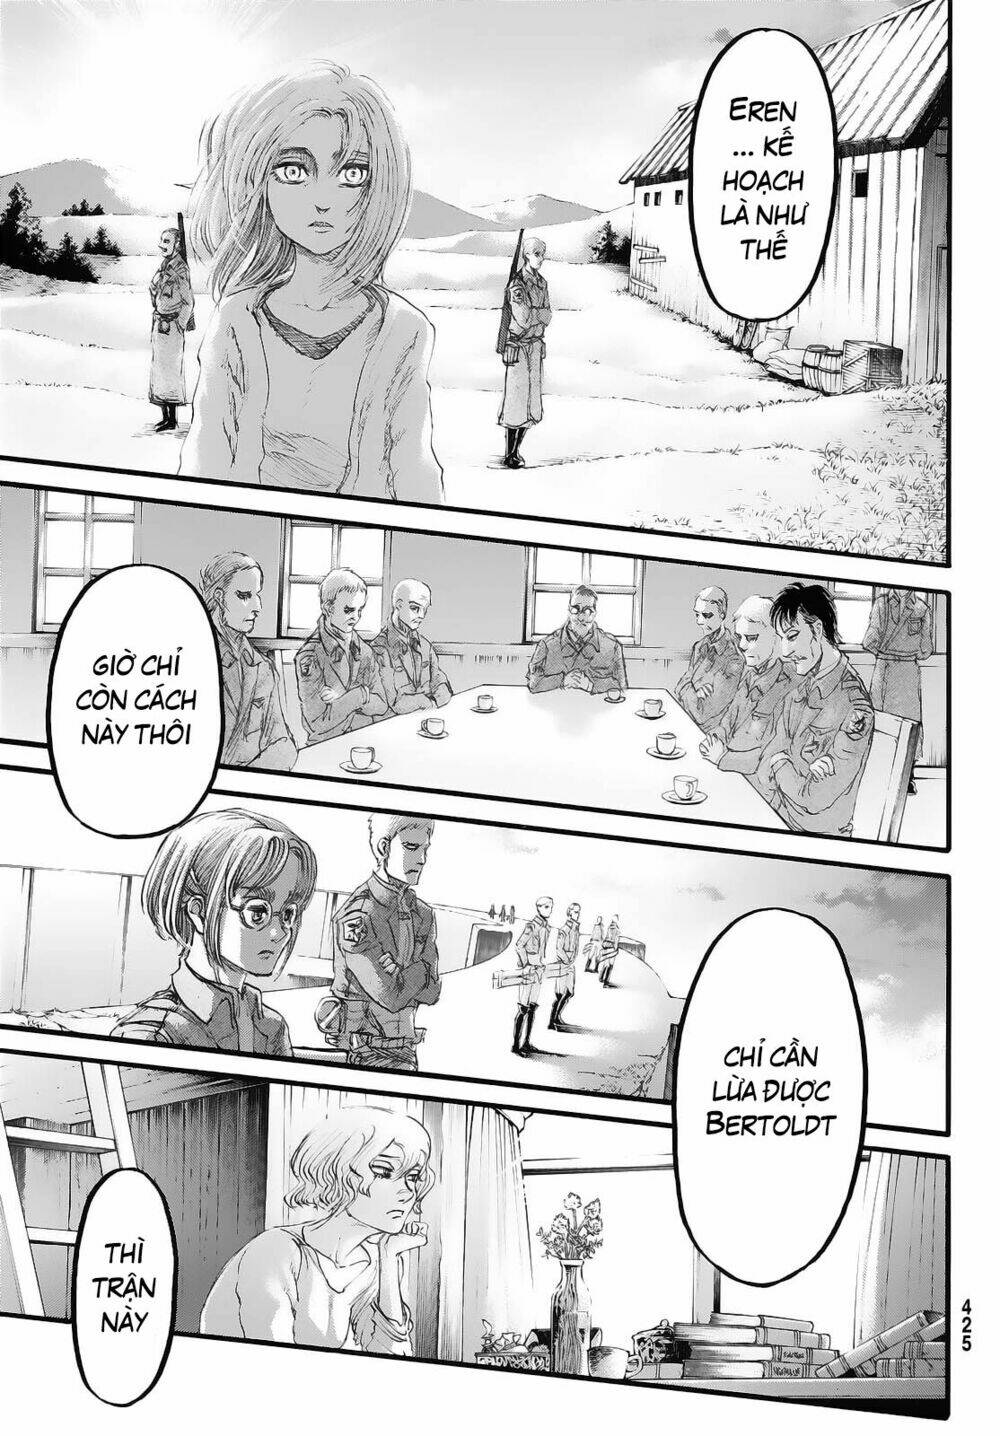 EREN
... KẾ
HOẠCH
LÀ NHƯ
THẾ
GIỜ CHỈ
CÒN CÁCH
NÀY THÔI
CHỈ CẦN
LỪA ĐƯỢC
BERTOLDT
THÌ
TRẬN
NÀY
425